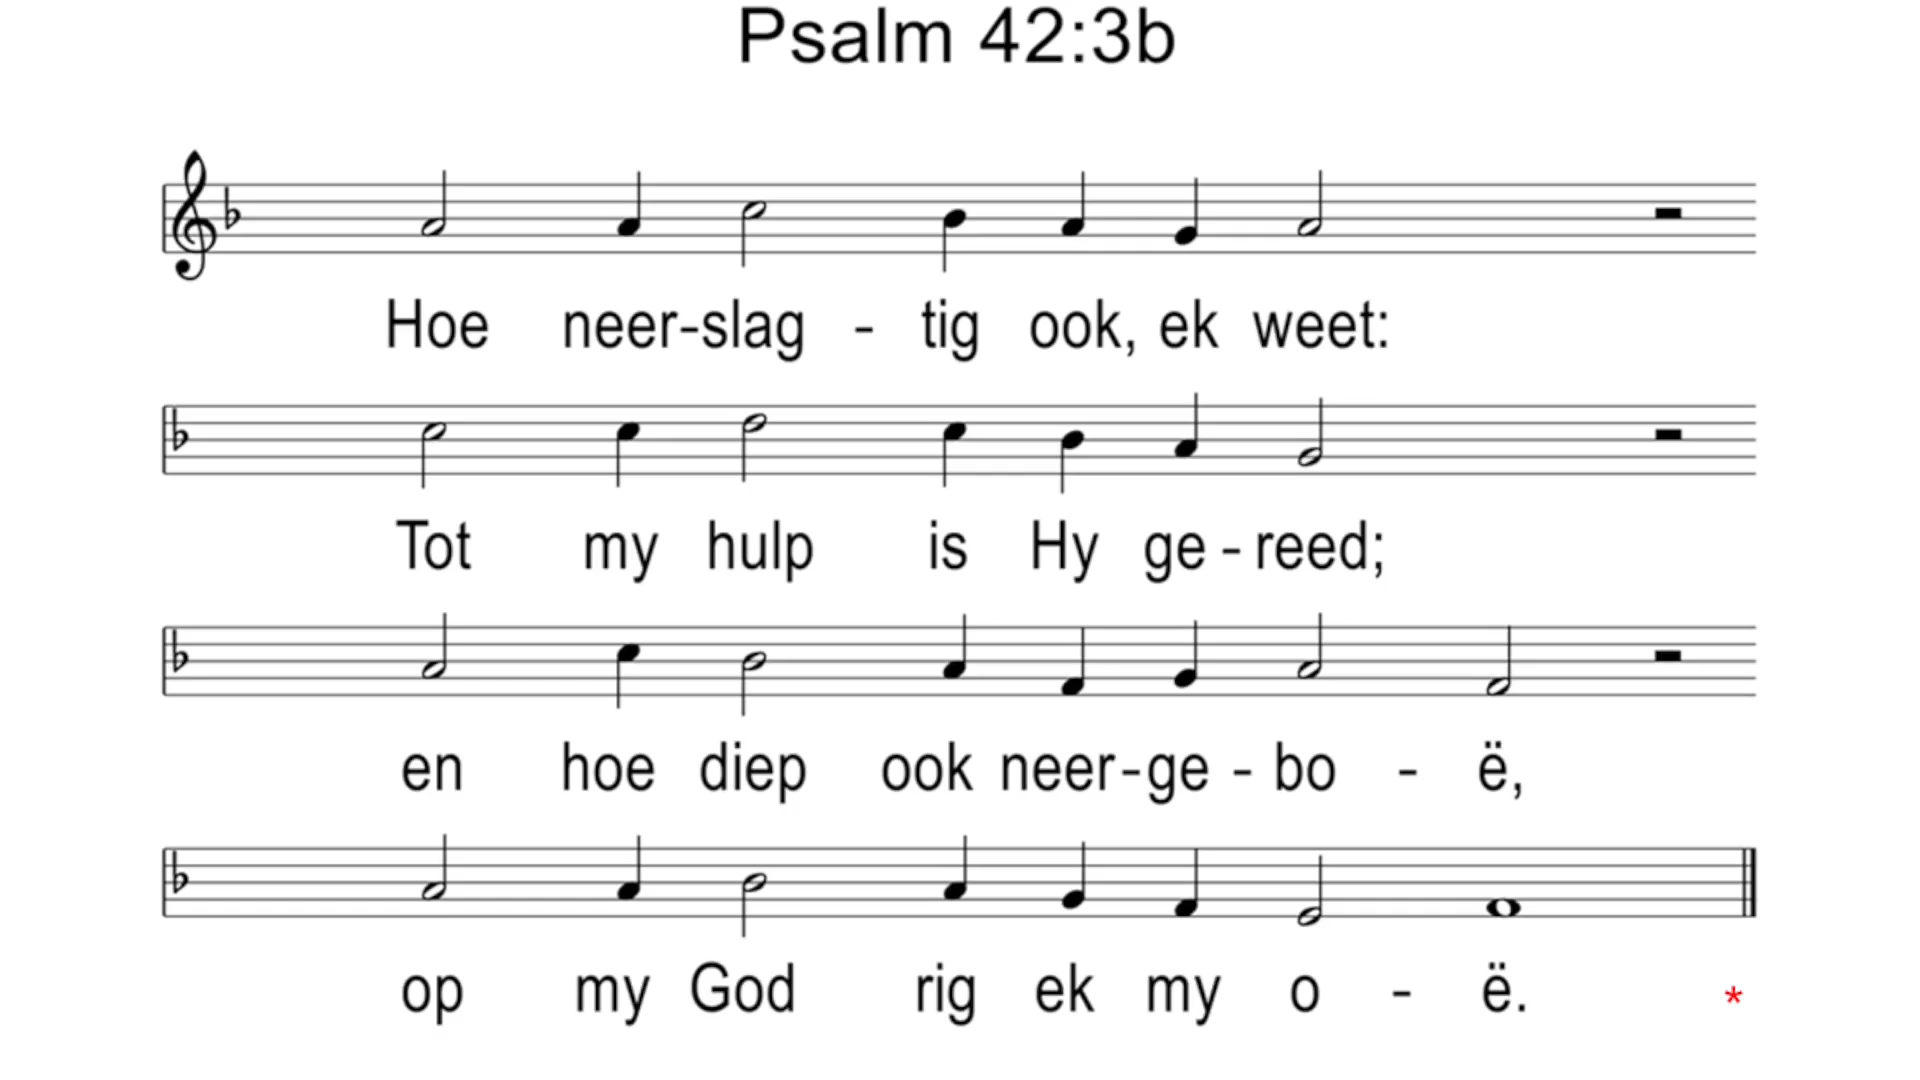 Psalm 42:3b
Hoe neer-slag - tig ook, ek weet:
Tot my hulp is Hy ge - reed;
en hoe diep ook neer-ge - bo - ë,
op my God rig ek my o - ë. *